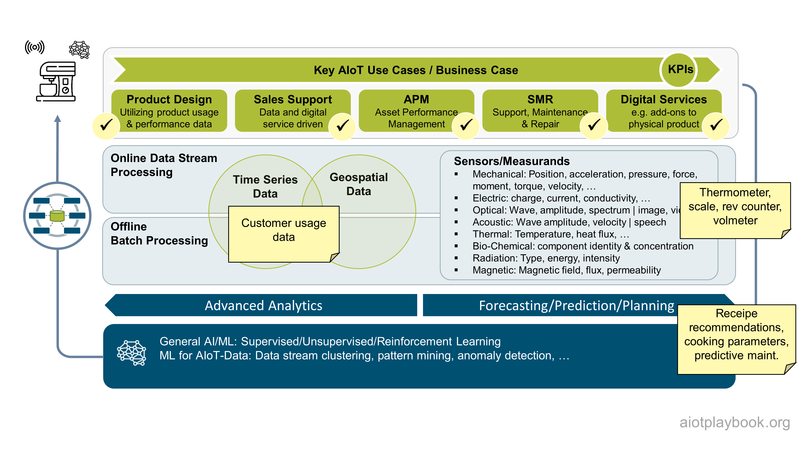 Key AIoT Use Cases / Business Case
KPIs
Product Design
Utilizing product usage
& performance data
Sales Support
Data and digital
service driven
APM
Asset Performance
Management
SMR
Support, Maintenance
& Repair
Digital Services
e.g. add-ons to
physical product
Online Data Stream
Processing
Time Series
Data
Geospatial
Data
Offline
Batch Processing
Customer usage
data
Sensors/Measurands
▪ Mechanical: Position, acceleration, pressure, force,
moment, torque, velocity, …
▪ Electric: charge, current, conductivity, …
▪ Optical: Wave, amplitude, spectrum | image,
▪ Acoustic: Wave amplitude, velocity | speech
▪ Thermal: Temperature, heat flux, …
▪ Bio-Chemical: component identity & concentration
▪ Radiation: Type, energy, intensity
▪ Magnetic: Magnetic field, flux, permeability
Thermometer,
scale, rev counter,
volmeter
Advanced Analytics
Forecasting/Prediction/Planning
Receipe
recommendations,
cooking parameters,
predictive maint.
General AI/ML: Supervised/Unsupervised/Reinforcement Learning
ML for AIoT-Data: Data stream clustering, pattern mining, anomaly detection, …
aiotplaybook.org